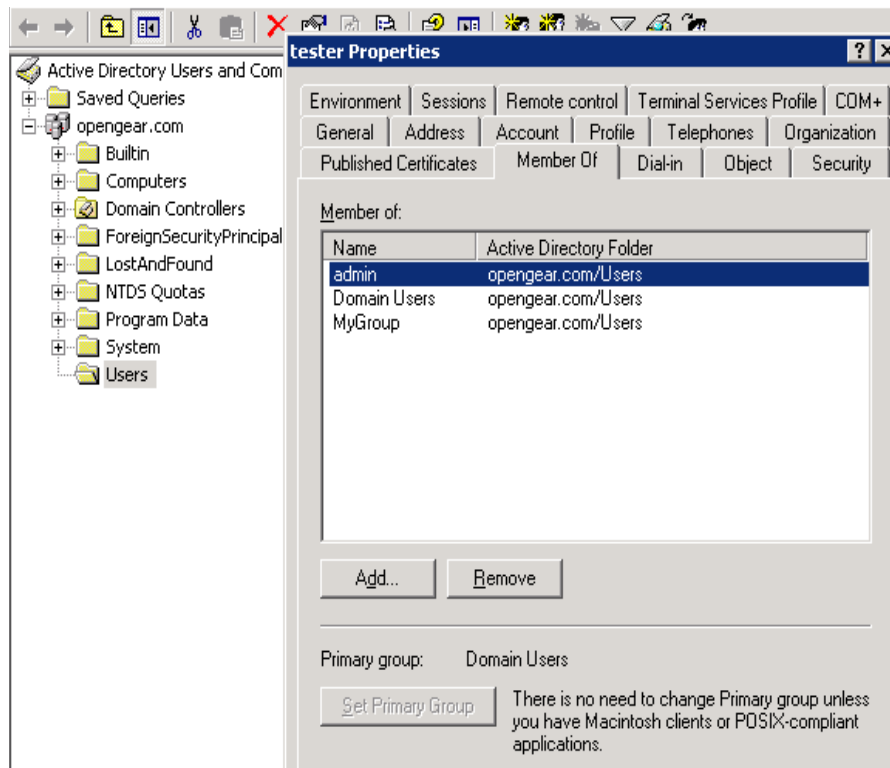 tester Properties
Active Directory Users and Com
Saved Queries
opengear.com
Builtin
Computers
Domain Controllers
ForeignSecurityPrincipal
LostAndFound
NTDS Quotas
Program Data
System
Users
Environment Sessions Remote control Terminal Services Profile COM+
General Address Account Profile Telephones Organization
Published Certificates Member Of Dial-in Object Security
Member of:
Name Active Directory Folder
admin opengear.com/Users
Domain Users opengear.com/Users
MyGroup opengear.com/Users
Add... Remove
Primary group: Domain Users
Set Primary Group
There is no need to change Primary group unless
you have Macintosh clients or POSIX-compliant
applications.